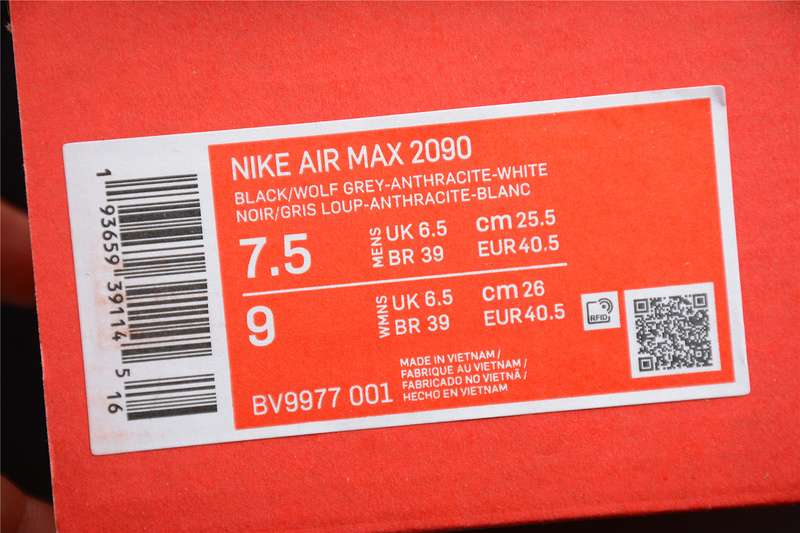 NIKE AIR MAX 2090
BLACK/WOLF GREY-ANTHRACITE-WHITE
NOIR/GRIS LOUP-ANTHRACITE-BLANC
7.5 MENS UK 6.5 cm 25.5
BR 39 EUR 40.5
9 WMNS UK 6.5 cm 26
BR 39 EUR 40.5
RFID
MADE IN VIETNAM /
FABRIQUE AU VIETNAM /
FABRICADO NO VIETNÃ /
HECHO EN VIETNAM
BV9977 001
1 93659 39114 5 16